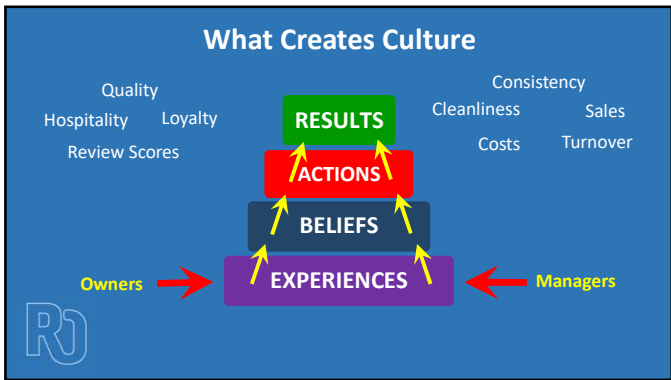 What Creates Culture
Quality
Hospitality
Loyalty
Review Scores
Consistency
Cleanliness
Sales
Costs
Turnover
RESULTS
ACTIONS
BELIEFS
EXPERIENCES
Owners
Managers
RO